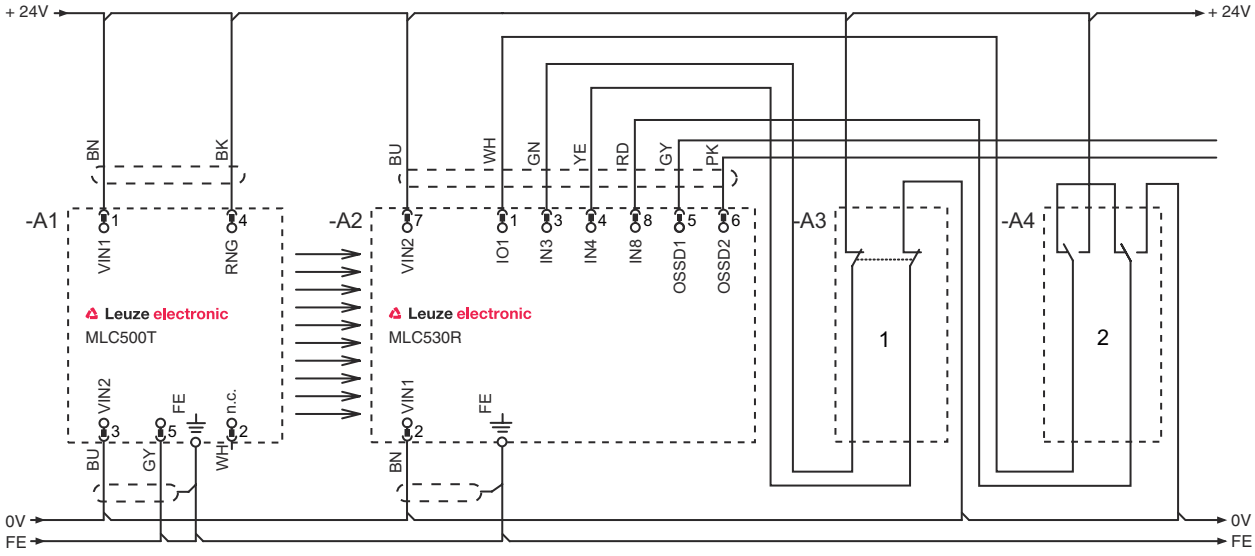 + 24V
+ 24V
BN
BK
BU
WH
GN
YE
RD
GY
PK
-A1
1
4
-A2
7
1
3
4
8
5
6
-A3
-A4
VIN1
RNG
VIN2
IO1
IN3
IN4
IN8
OSSD1
OSSD2
Leuze electronic
MLC500T
Leuze electronic
MLC530R
1
2
VIN2
FE
n.c.
VIN1
FE
3
5
2
2
BU
GY
WH
BN
0V
0V
FE
FE